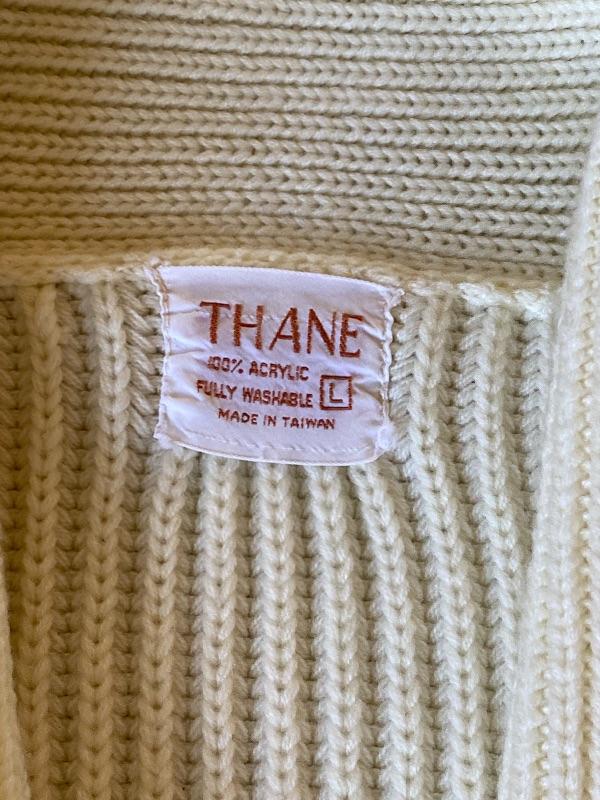 THANE
100% ACRYLIC
FULLY WASHABLE L
MADE IN TAIWAN